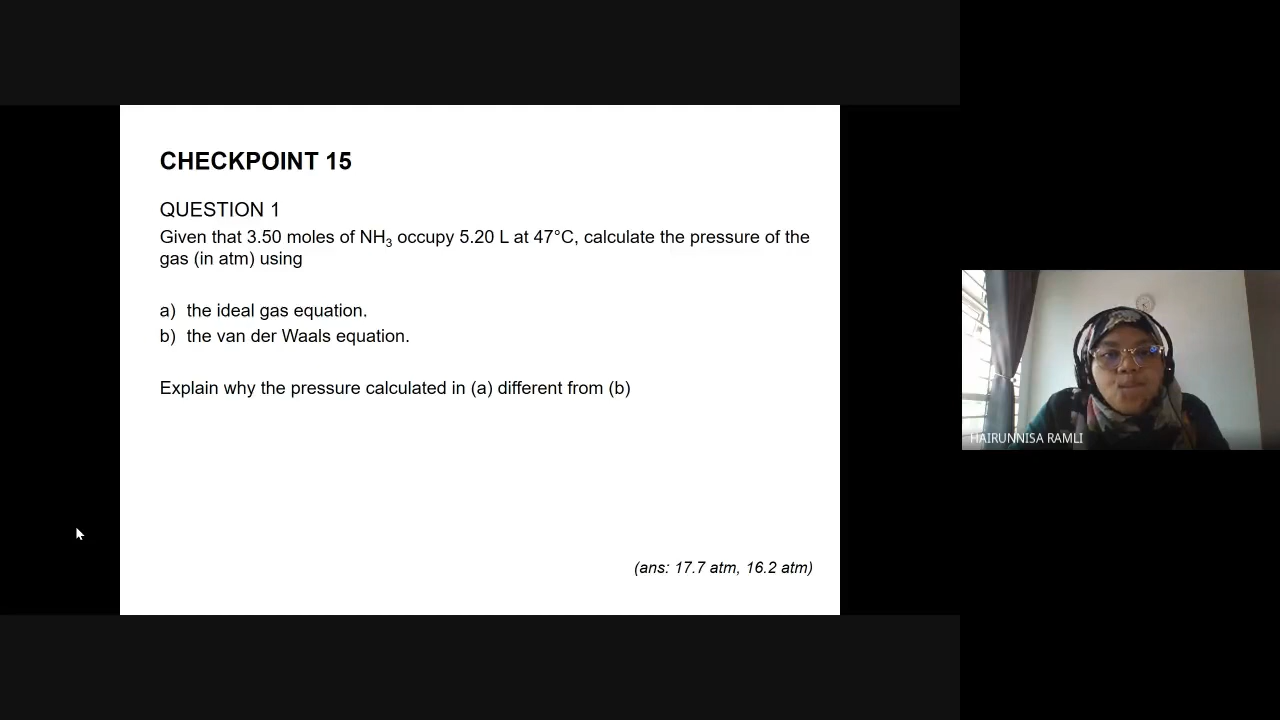 CHECKPOINT 15
QUESTION 1
Given that 3.50 moles of NH₃ occupy 5.20 L at 47°C, calculate the pressure of the
gas (in atm) using
a) the ideal gas equation.
b) the van der Waals equation.
Explain why the pressure calculated in (a) different from (b)
(ans: 17.7 atm, 16.2 atm)
HAIRUNNISA RAMLI